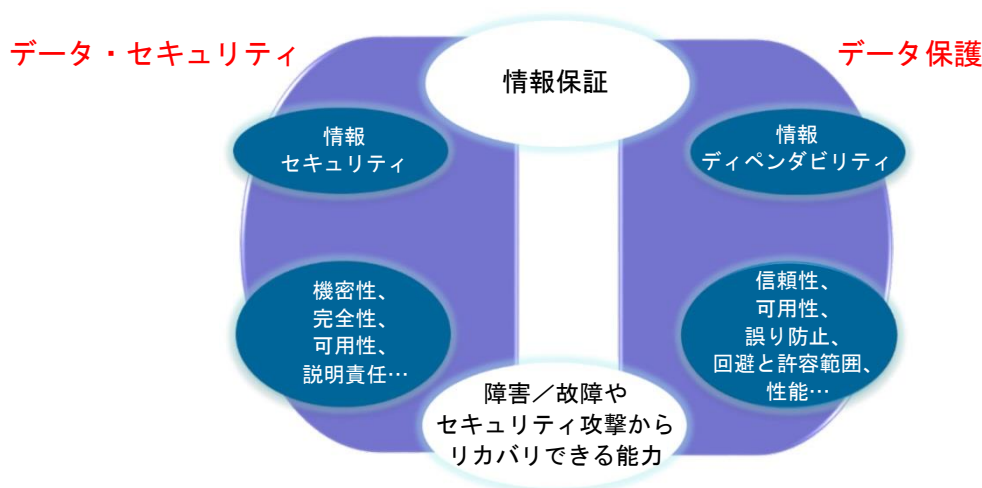 データ・セキュリティ
データ保護
情報保証
情報
セキュリティ
情報
ディペンダビリティ
機密性、
完全性、
可用性、
説明責任…
信頼性、
可用性、
誤り防止、
回避と許容範囲、
性能…
障害／故障や
セキュリティ攻撃から
リカバリできる能力